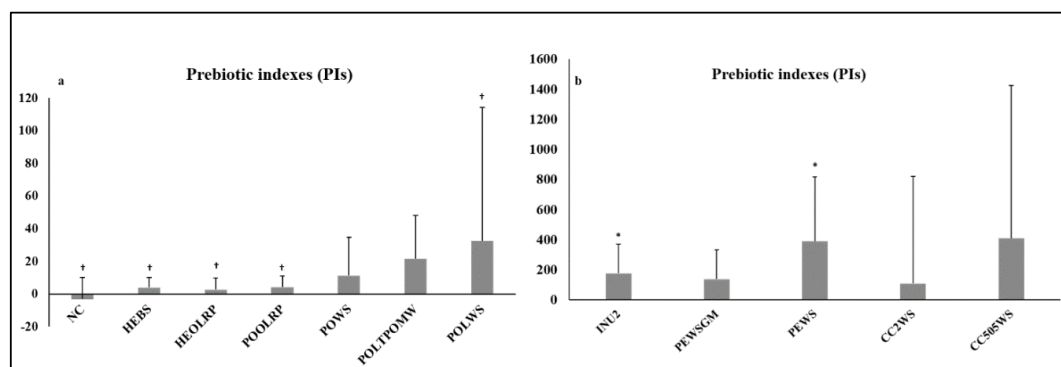 Prebiotic indexes (PIs)
a
120
100
80
60
40
20
0
-20
†
†
†
†
†
NC
HEBS
HEOLRP
POOLRP
POWS
POLTPOMW
POLWS
Prebiotic indexes (PIs)
b
1600
1400
1200
1000
800
600
400
200
0
*
*
INU2
PEWSGM
PEWS
CC2WS
CC505WS